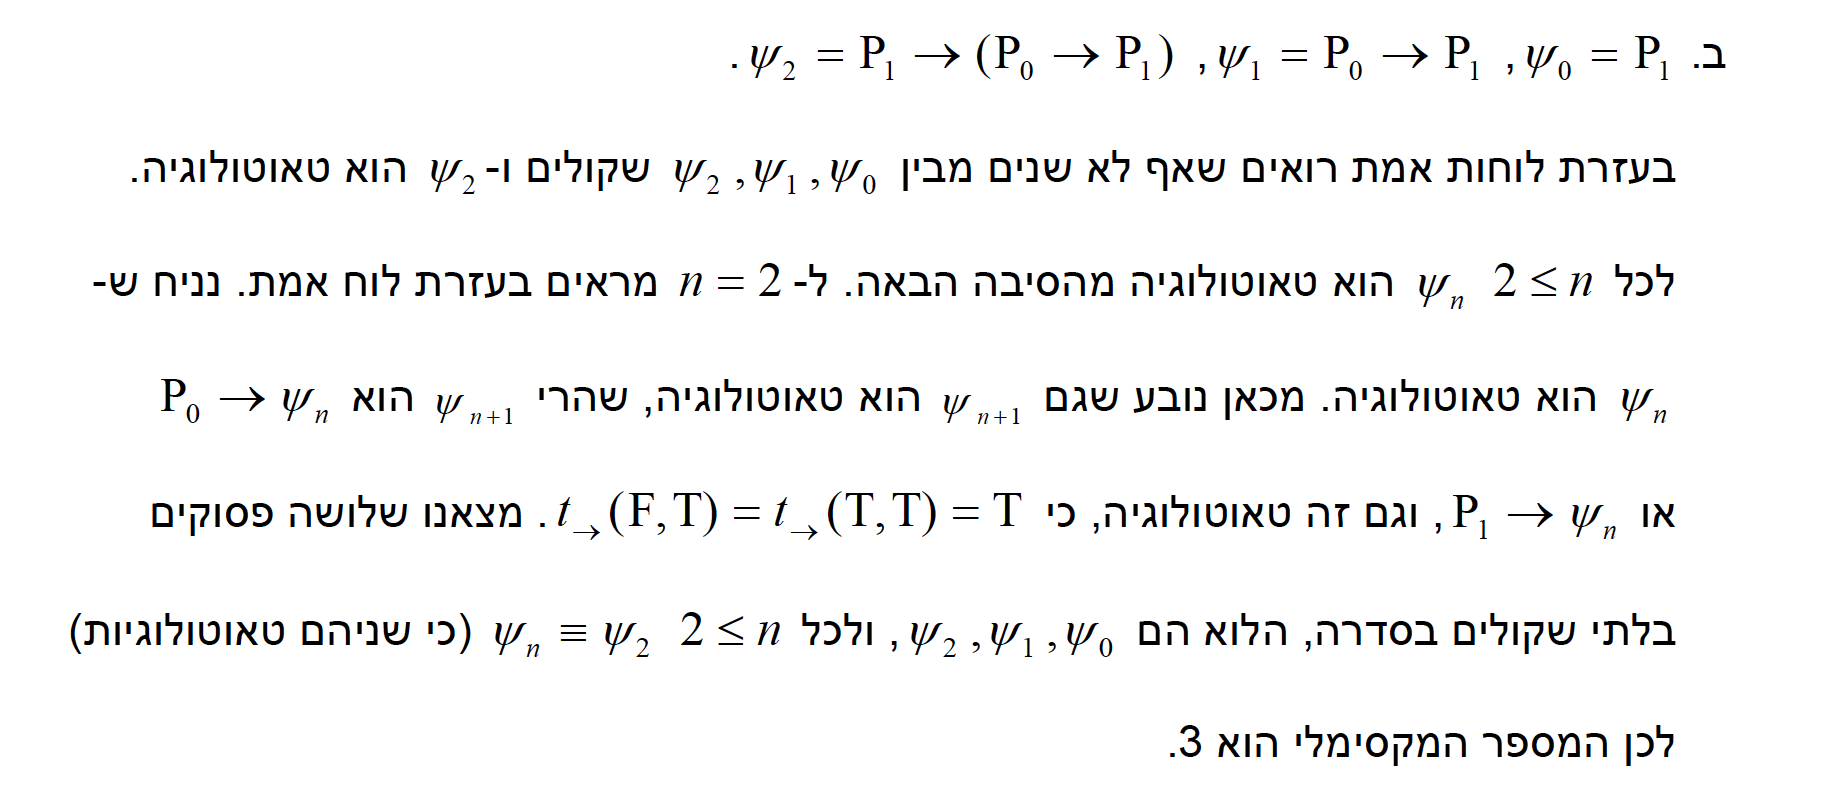 ב. ψ₀ = P₁ , ψ₁ = P₀ → P₁ , ψ₂ = P₁ → (P₀ → P₁) .
בעזרת לוחות אמת רואים שאף לא שנים מבין ψ₀ , ψ₁ , ψ₂ שקולים ו- ψ₂ הוא טאוטולוגיה.
לכל 2 ≤ n ψₙ הוא טאוטולוגיה מהסיבה הבאה. ל- n = 2 מראים בעזרת לוח אמת. נניח ש-
ψₙ הוא טאוטולוגיה. מכאן נובע שגם ψₙ₊₁ הוא טאוטולוגיה, שהרי ψₙ₊₁ הוא P₀ → ψₙ
או P₁ → ψₙ , וגם זה טאוטולוגיה, כי t→(F,T) = t→(T,T) = T . מצאנו שלושה פסוקים
בלתי שקולים בסדרה, הלוא הם ψ₀ , ψ₁ , ψ₂ , ולכל 2 ≤ n ψₙ ≡ ψ₂ (כי שניהם טאוטולוגיות)
לכן המספר המקסימלי הוא 3.